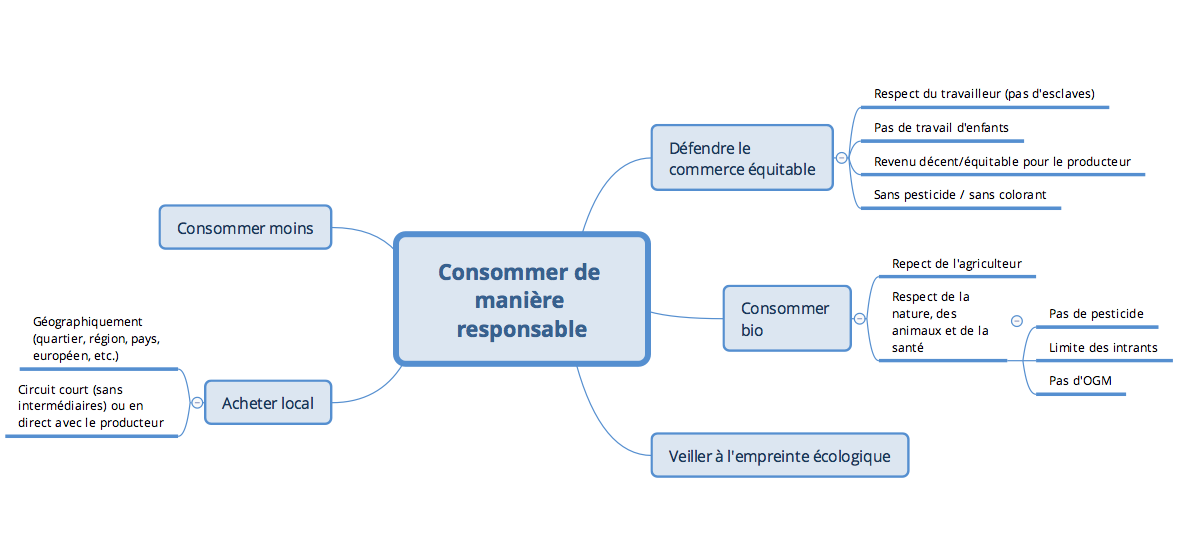 Consommer de
manière
responsable
Défendre le
commerce équitable
Respect du travailleur (pas d'esclaves)
Pas de travail d'enfants
Revenu décent/équitable pour le producteur
Sans pesticide / sans colorant
Consommer
bio
Repect de l'agriculteur
Respect de la
nature, des
animaux et de la
santé
Pas de pesticide
Limite des intrants
Pas d'OGM
Veiller à l'empreinte écologique
Acheter local
Géographiquement
(quartier, région, pays,
européen, etc.)
Circuit court (sans
intermédiaires) ou en
direct avec le producteur
Consommer moins